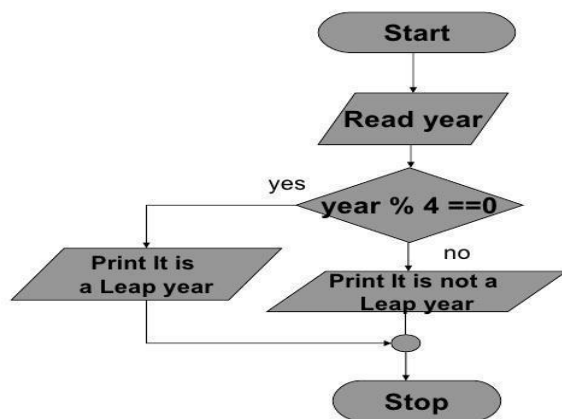 Start
Read year
yes
year % 4 ==0
no
Print It is
a Leap year
Print It is not a
Leap year
Stop